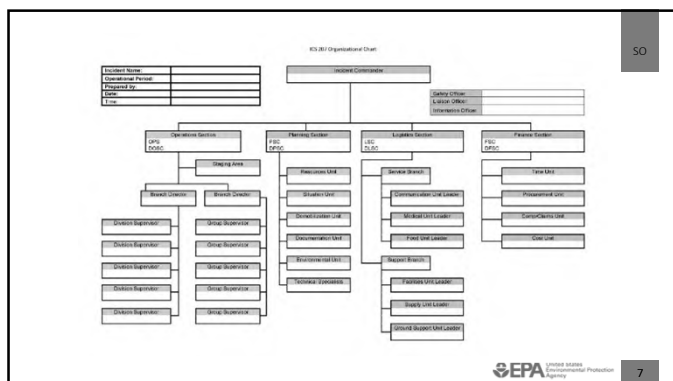 ICS 207 Organizational Chart
SO
Incident Name:
Operational Period:
Prepared by:
Date:
Time:
Incident Commander
Safety Officer:
Liaison Officer:
Information Officer:
Operations Section
OPS
DOSC
Planning Section
PSC
DPSC
Logistics Section
LSC
DLSC
Finance Section
FSC
DFSC
Staging Area
Branch Director
Branch Director
Division Supervisor
Division Supervisor
Division Supervisor
Division Supervisor
Division Supervisor
Group Supervisor
Group Supervisor
Group Supervisor
Group Supervisor
Group Supervisor
Resources Unit
Situation Unit
Demobilization Unit
Documentation Unit
Environmental Unit
Technical Specialists
Service Branch
Communication Unit Leader
Medical Unit Leader
Food Unit Leader
Support Branch
Facilities Unit Leader
Supply Unit Leader
Ground Support Unit Leader
Time Unit
Procurement Unit
Comp/Claims Unit
Cost Unit
EPA
United States
Environmental Protection
Agency
7